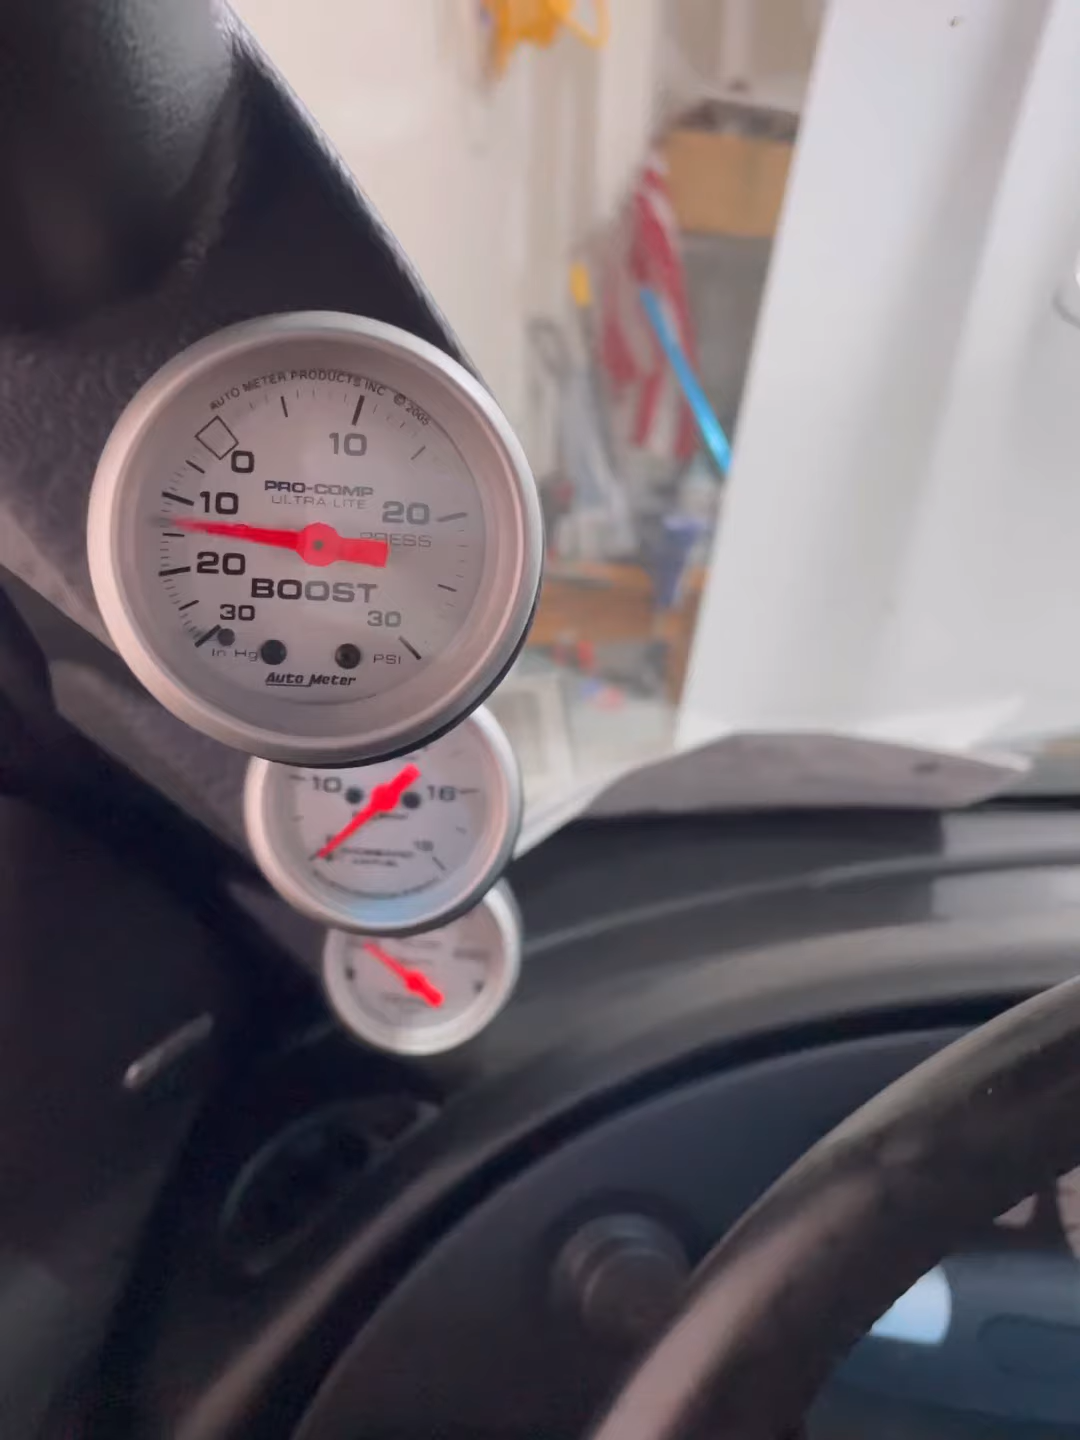 AUTO METER PRODUCTS INC © 2005
10
0
PRO-COMP
ULTRA-LITE
10
20
PRESS
20
BOOST
30
30
In Hg
PSI
Auto Meter
10
16
18